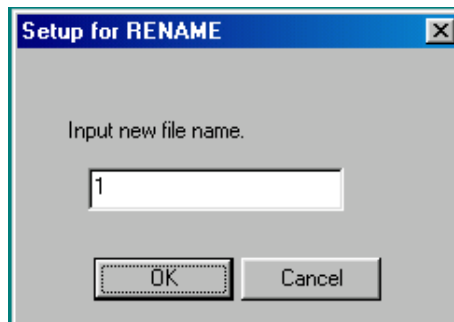 Setup for RENAME
Input new file name.
1
OK
Cancel